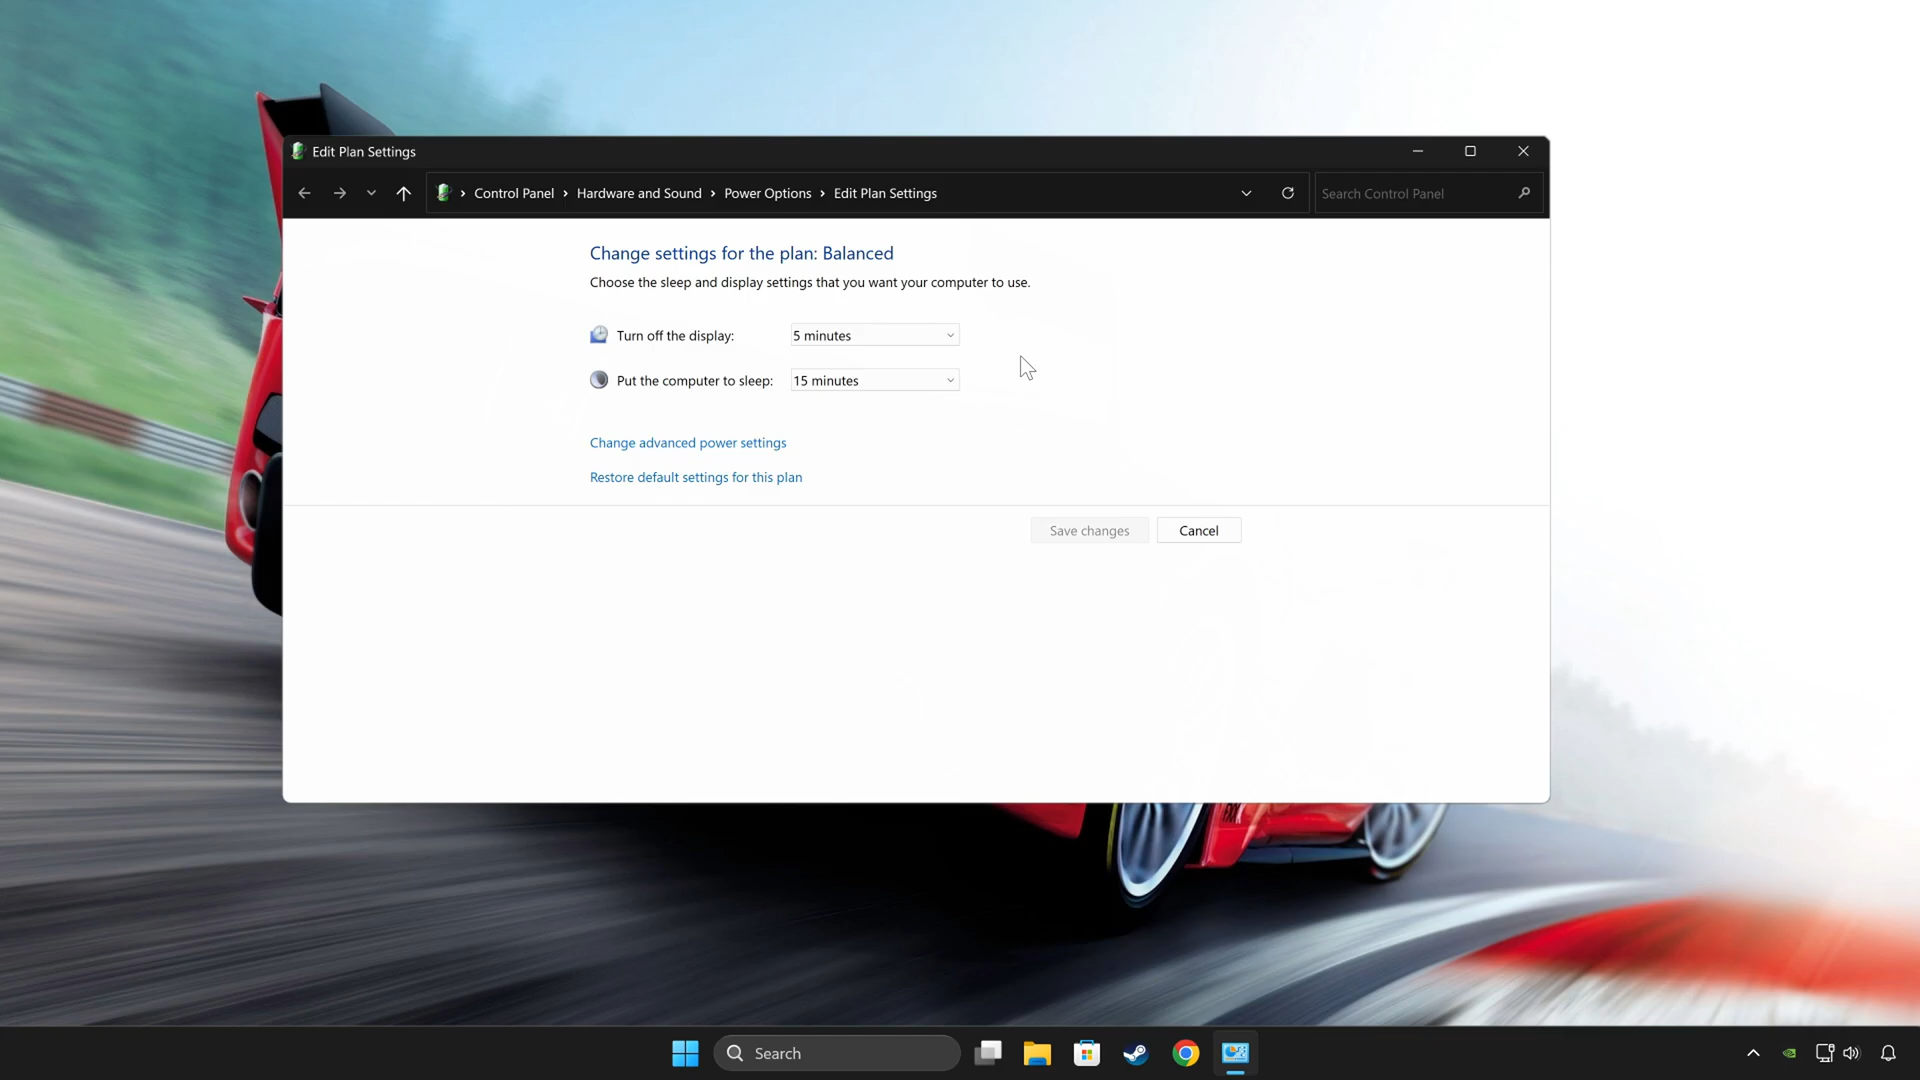 Edit Plan Settings
Control Panel > Hardware and Sound > Power Options > Edit Plan Settings
Search Control Panel
Change settings for the plan: Balanced
Choose the sleep and display settings that you want your computer to use.
Turn off the display: 5 minutes
Put the computer to sleep: 15 minutes
Change advanced power settings
Restore default settings for this plan
Save changes Cancel
Search